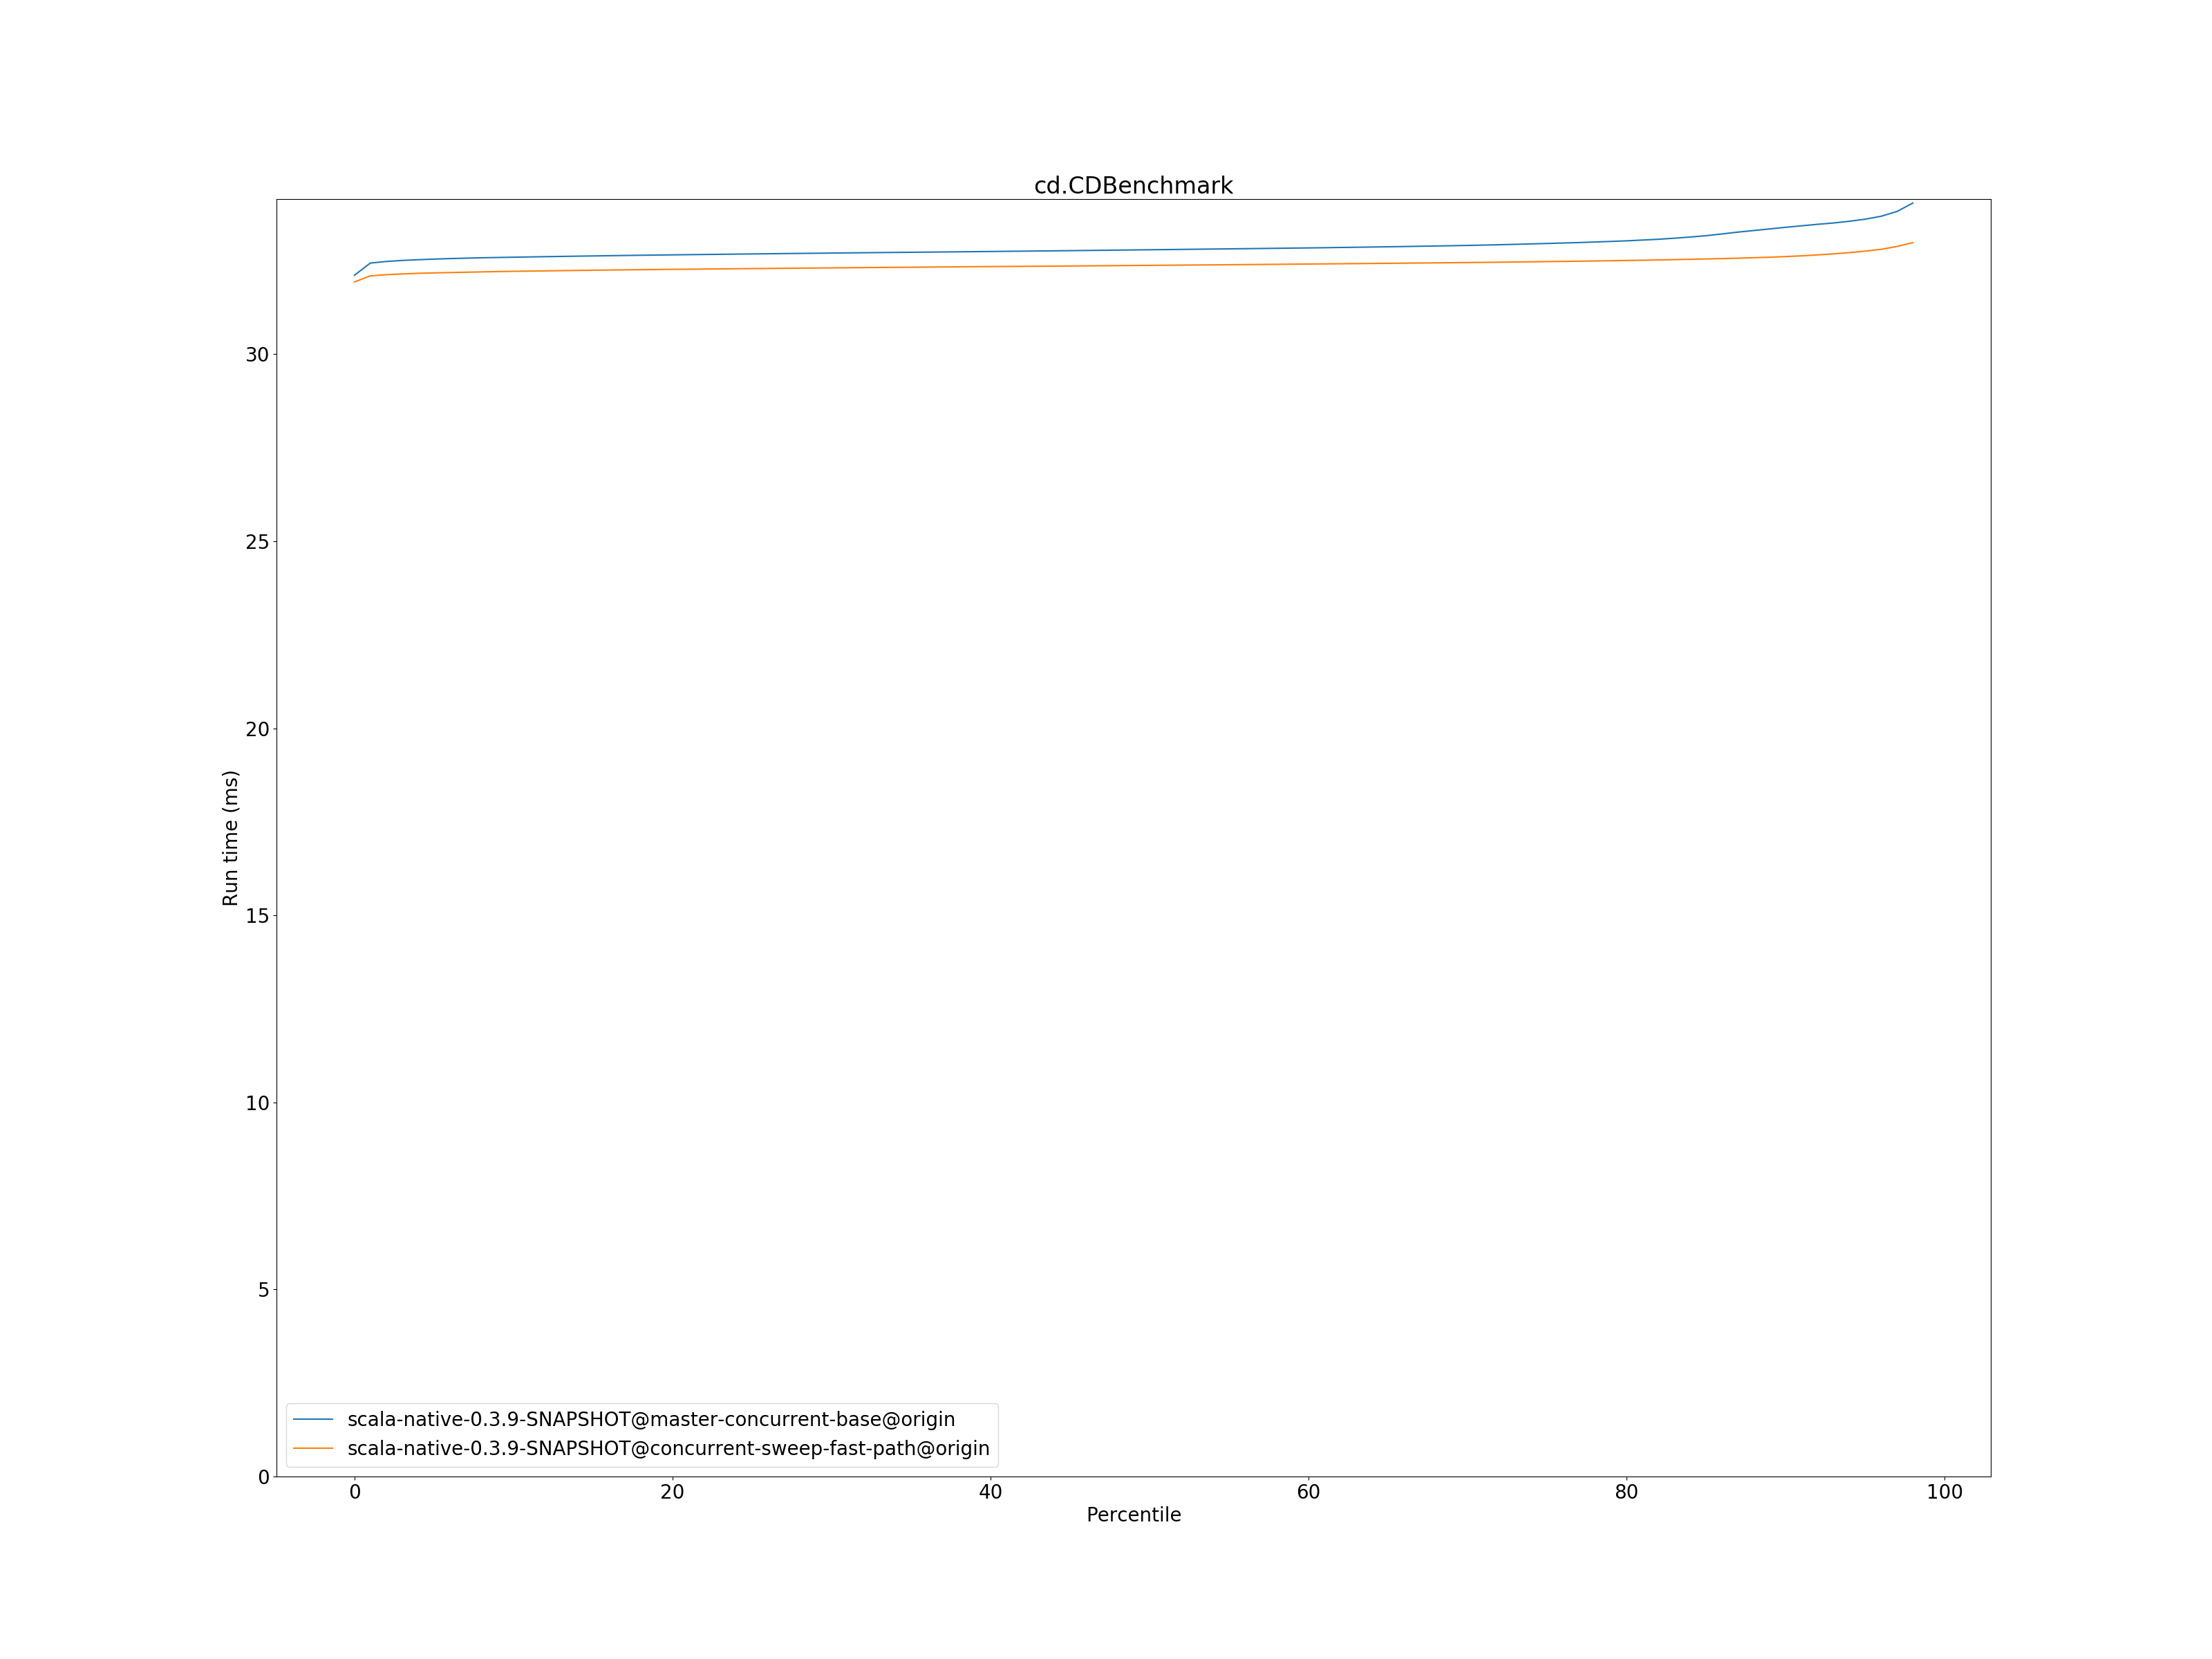 cd.CDBenchmark
30
25
20
15
10
5
0
Run time (ms)
scala-native-0.3.9-SNAPSHOT@master-concurrent-base@origin
scala-native-0.3.9-SNAPSHOT@concurrent-sweep-fast-path@origin
0 20 40 60 80 100
Percentile